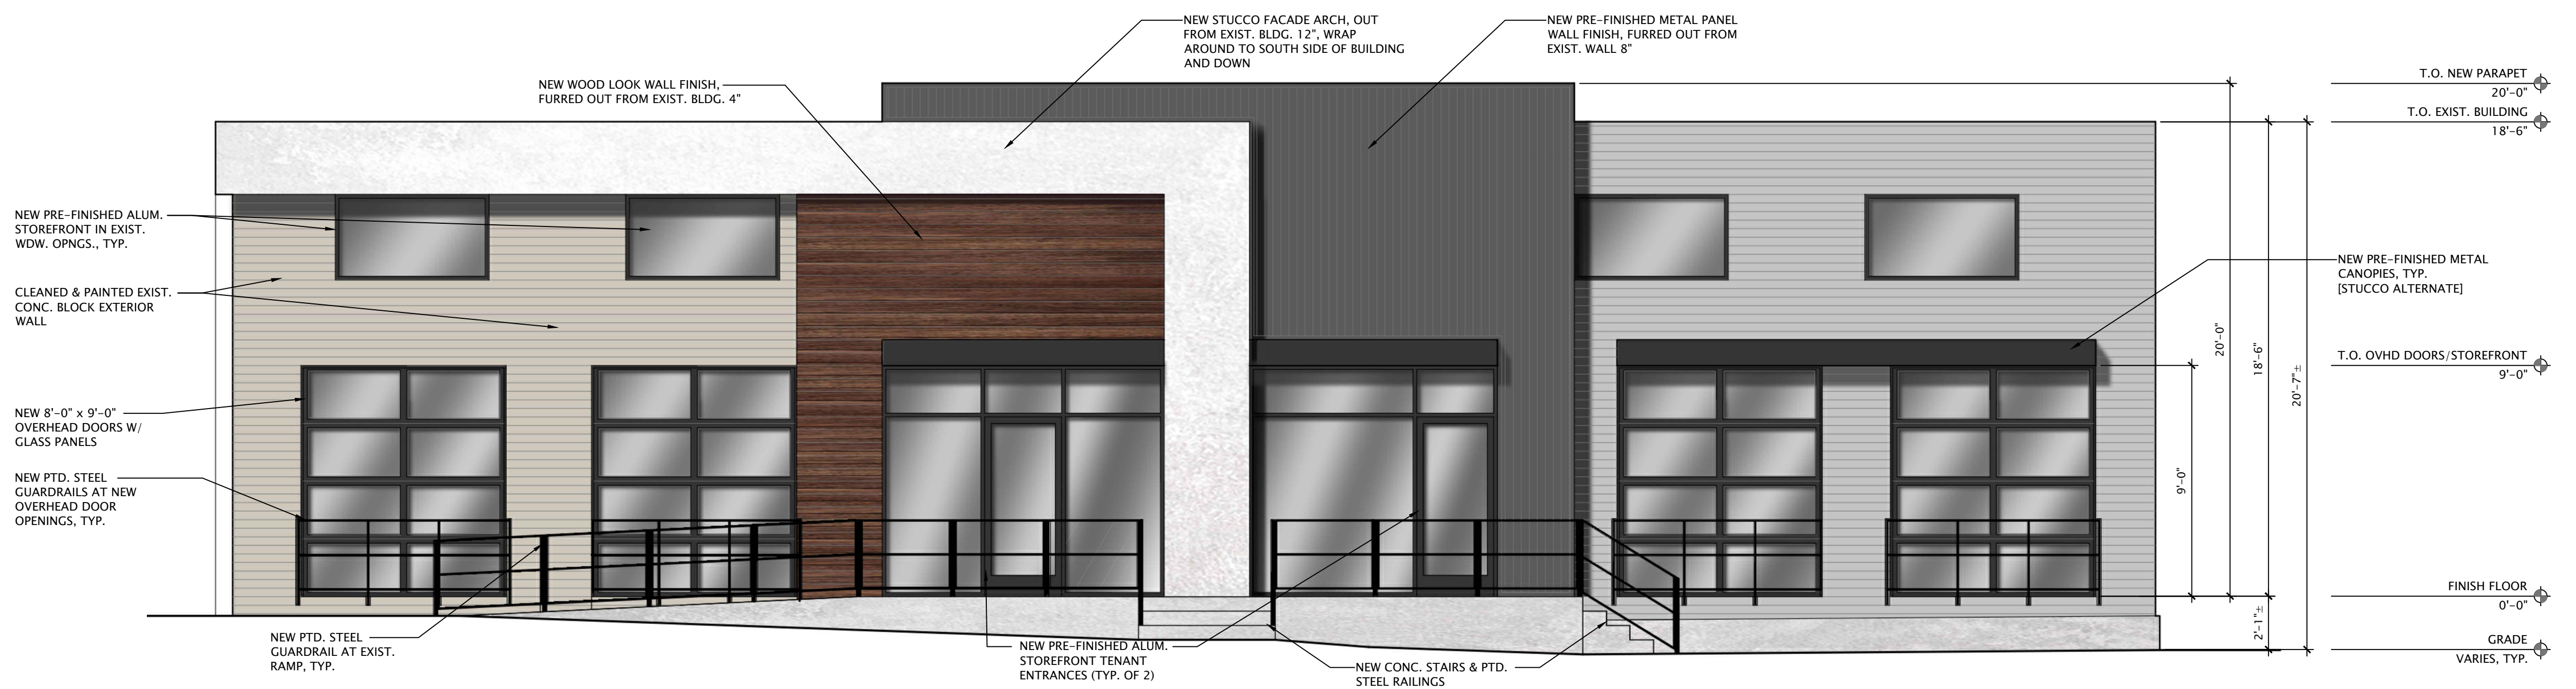 NEW STUCCO FACADE ARCH, OUT
FROM EXIST. BLDG. 12", WRAP
AROUND TO SOUTH SIDE OF BUILDING
AND DOWN
NEW PRE-FINISHED METAL PANEL
WALL FINISH, FURRED OUT FROM
EXIST. WALL 8"
NEW WOOD LOOK WALL FINISH,
FURRED OUT FROM EXIST. BLDG. 4"
T.O. NEW PARAPET
20'-0"
T.O. EXIST. BUILDING
18'-6"
NEW PRE-FINISHED ALUM.
STOREFRONT IN EXIST.
WDW. OPNGS., TYP.
CLEANED & PAINTED EXIST.
CONC. BLOCK EXTERIOR
WALL
NEW 8'-0" x 9'-0"
OVERHEAD DOORS W/
GLASS PANELS
NEW PTD. STEEL
GUARDRAILS AT NEW
OVERHEAD DOOR
OPENINGS, TYP.
NEW PRE-FINISHED METAL
CANOPIES, TYP.
[STUCCO ALTERNATE]
20'-0"
18'-6"
20'-7"±
9'-0"
2'-1"±
T.O. OVHD DOORS/STOREFRONT
9'-0"
FINISH FLOOR
0'-0"
GRADE
VARIES, TYP.
NEW PTD. STEEL
GUARDRAIL AT EXIST.
RAMP, TYP.
NEW PRE-FINISHED ALUM.
STOREFRONT TENANT
ENTRANCES (TYP. OF 2)
NEW CONC. STAIRS & PTD.
STEEL RAILINGS